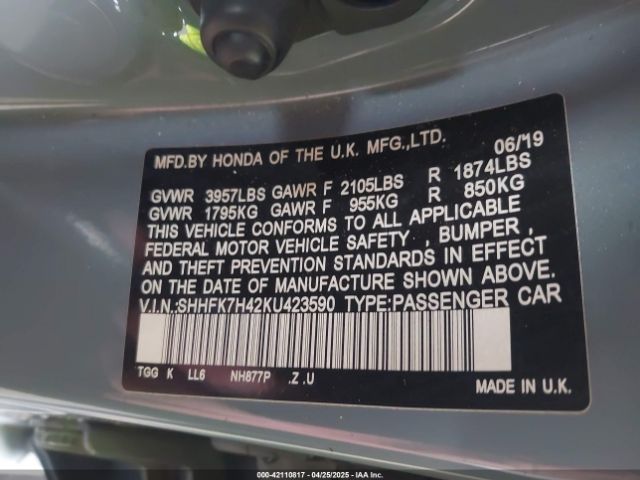 MFD.BY HONDA OF THE U.K. MFG.,LTD. 06/'19
GVWR 3957LBS GAWR F 2105LBS R 1874LBS
GVWR 1795KG GAWR F 955KG R 850KG
THIS VEHICLE CONFORMS TO ALL APPLICABLE
FEDERAL MOTOR VEHICLE SAFETY , BUMPER ,
AND THEFT PREVENTION STANDARDS IN EFFECT
ON THE DATE OF MANUFACTURE SHOWN ABOVE.
V.I.N.:SHHFK7H42KU423590 TYPE:PASSENGER CAR
TGG K LL6 NH877P .Z .U
MADE IN U.K.
000-42110817 - 04/25/2025 - IAA Inc.